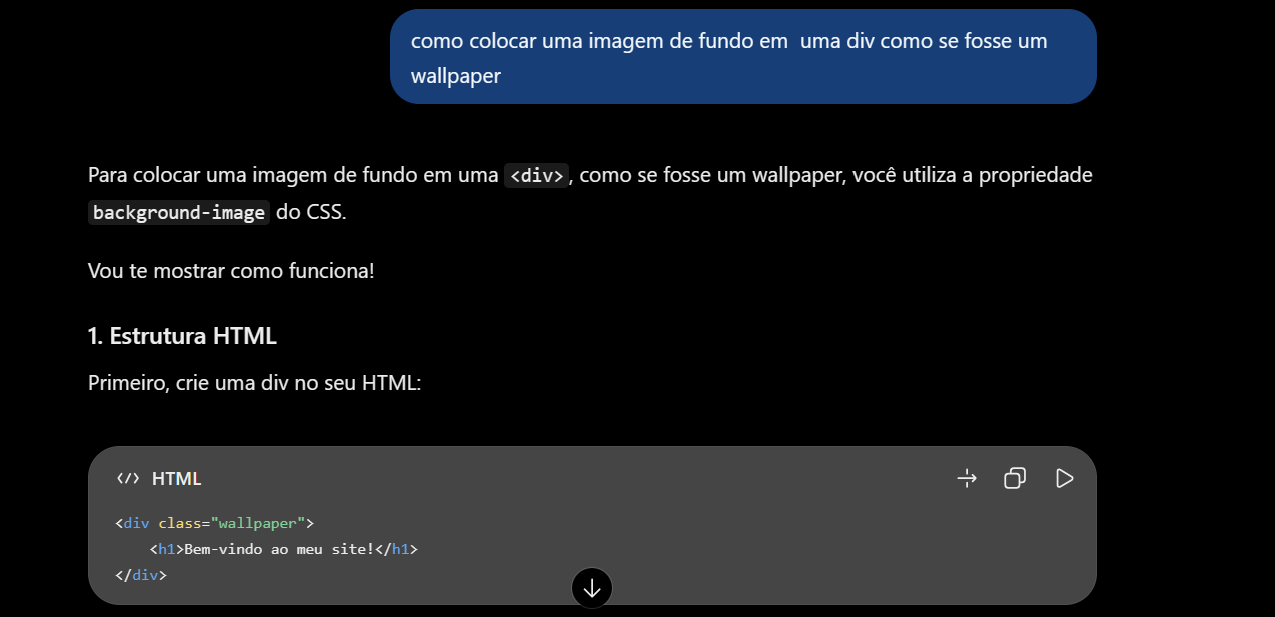 como colocar uma imagem de fundo em  uma div como se fosse um
wallpaper
Para colocar uma imagem de fundo em uma <div>, como se fosse um wallpaper, você utiliza a propriedade
background-image do CSS.
Vou te mostrar como funciona!
1. Estrutura HTML
Primeiro, crie uma div no seu HTML:
</> HTML
<div class="wallpaper">
    <h1>Bem-vindo ao meu site!</h1>
</div>